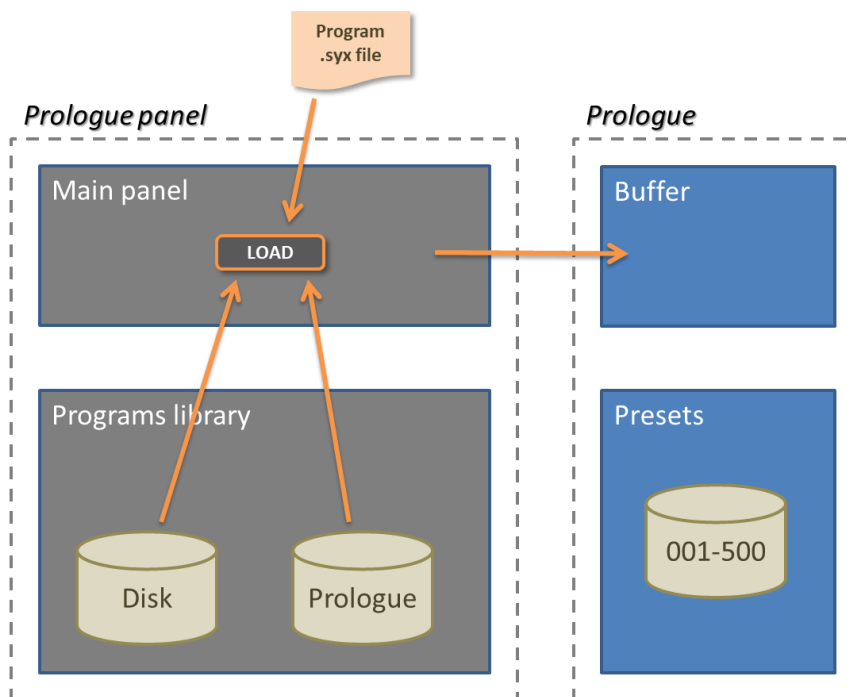 Program
.syx file
Prologue panel
Prologue
Main panel
Buffer
LOAD
Programs library
Presets
001-500
Disk
Prologue